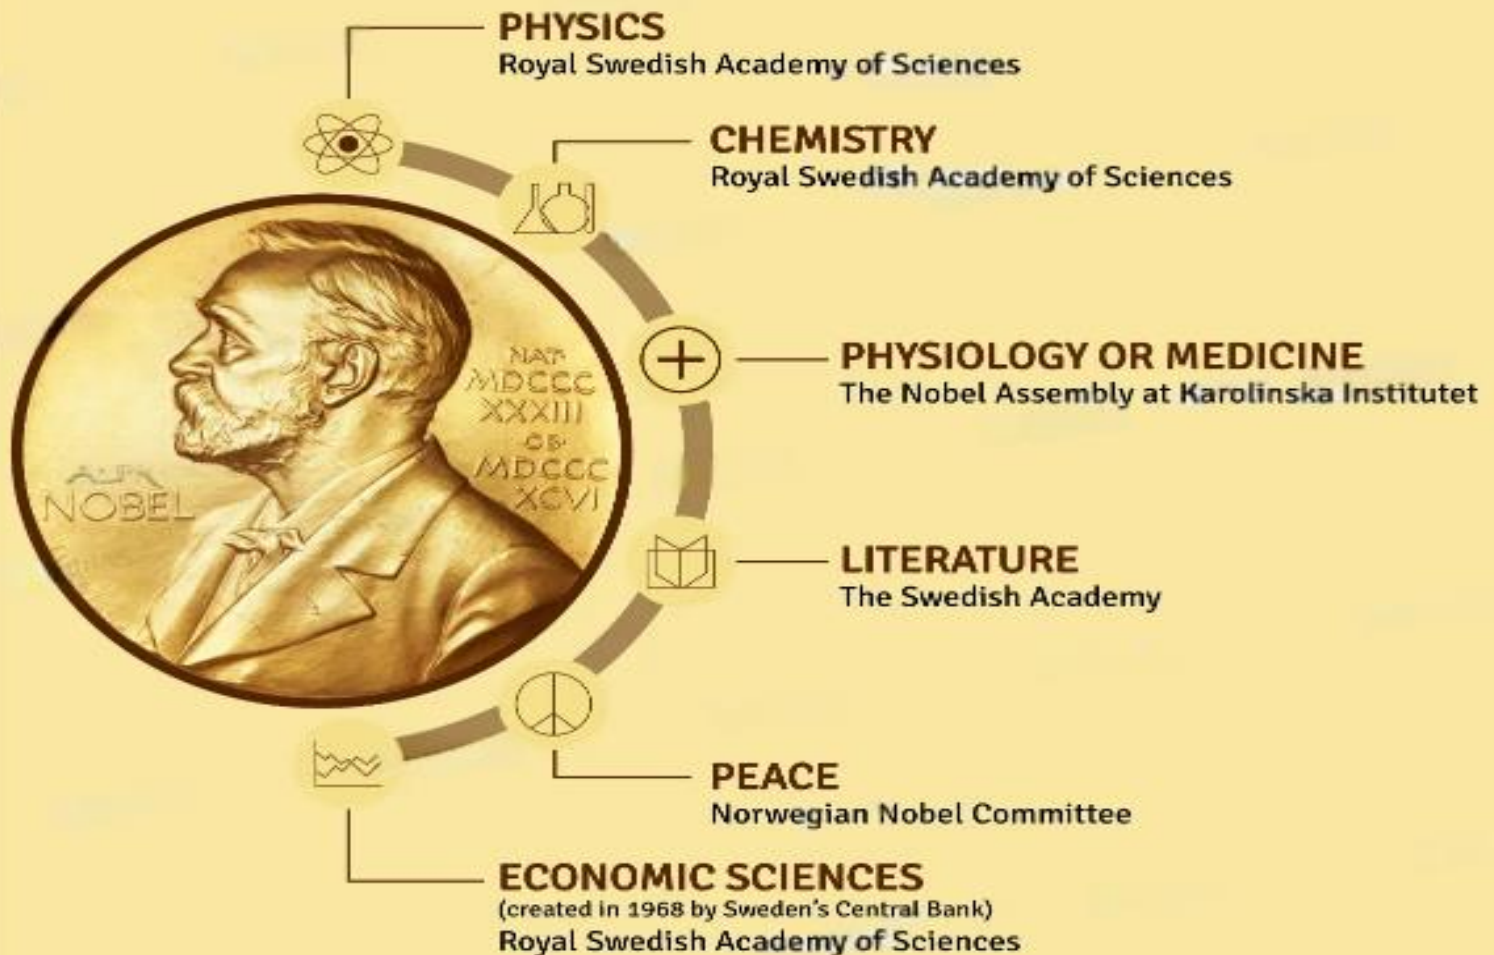 PHYSICS
Royal Swedish Academy of Sciences
CHEMISTRY
Royal Swedish Academy of Sciences
PHYSIOLOGY OR MEDICINE
The Nobel Assembly at Karolinska Institutet
LITERATURE
The Swedish Academy
PEACE
Norwegian Nobel Committee
ECONOMIC SCIENCES
(created in 1968 by Sweden's Central Bank)
Royal Swedish Academy of Sciences
NOBEL
NAT
MDCCC
XXXIII
OB
MDCCC
XCVI